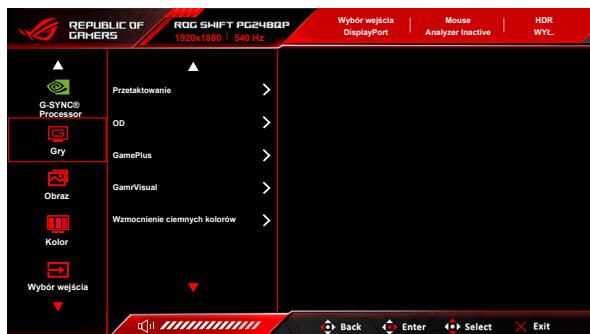 REPUBLIC OF
GAMERS
ROG SHIFT PG248QP
1920x1080 | 540 Hz
Wybór wejścia
DisplayPort
Mouse
Analyzer Inactive
HDR
WYŁ.
G-SYNC®
Processor
Gry
Obraz
Kolor
Wybór wejścia
Przetaktowanie
OD
GamePlus
GamrVisual
Wzmocnienie ciemnych kolorów
Back
Enter
Select
Exit